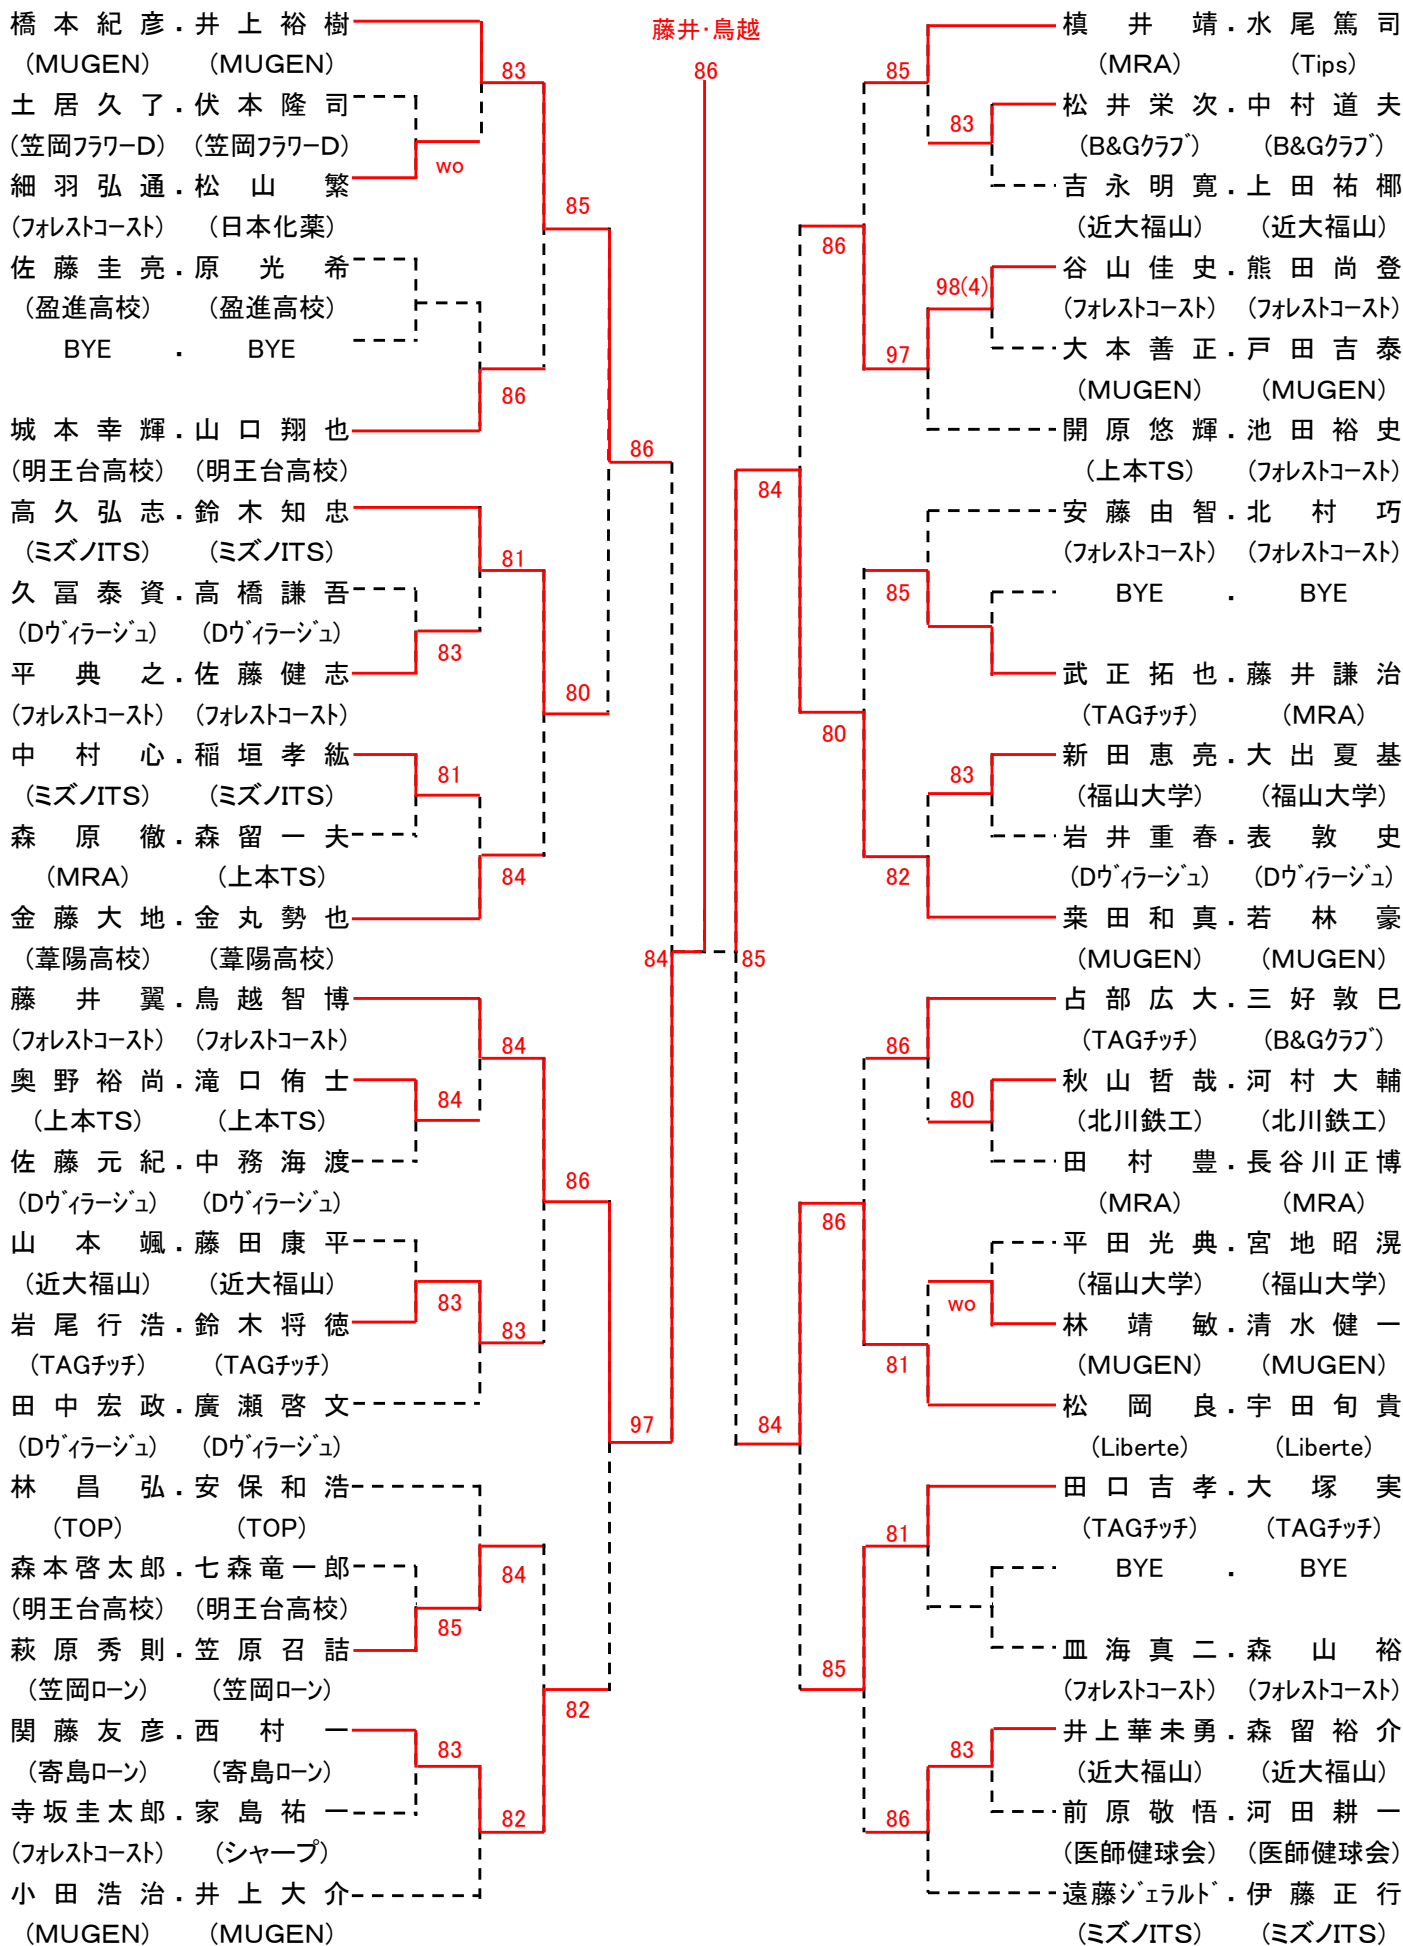 藤井・鳥越
86
橋本紀彦．井上裕樹
(MUGEN) (MUGEN)
83
土居久了．伏本隆司
(笠岡フラワーD) (笠岡フラワーD)
wo
細羽弘通．松山繁
(フォレストコースト) (日本化薬)
85
佐藤圭亮．原光希
(盈進高校) (盈進高校)
BYE ． BYE
86
城本幸輝．山口翔也
(明王台高校) (明王台高校)
86
高久弘志．鈴木知忠
(ミズノITS) (ミズノITS)
81
久冨泰資．高橋謙吾
(Dヴィラージュ) (Dヴィラージュ)
83
平典之．佐藤健志
(フォレストコースト) (フォレストコースト)
80
中村心．稲垣孝紘
(ミズノITS) (ミズノITS)
81
森原徹．森留一夫
(MRA) (上本TS)
84
金藤大地．金丸勢也
(葦陽高校) (葦陽高校)
84
藤井翼．鳥越智博
(フォレストコースト) (フォレストコースト)
84
奥野裕尚．滝口侑士
(上本TS) (上本TS)
84
佐藤元紀．中務海渡
(Dヴィラージュ) (Dヴィラージュ)
86
山本颯．藤田康平
(近大福山) (近大福山)
83
岩尾行浩．鈴木将徳
(TAGチッチ) (TAGチッチ)
83
田中宏政．廣瀬啓文
(Dヴィラージュ) (Dヴィラージュ)
97
林昌弘．安保和浩
(TOP) (TOP)
84
森本啓太郎．七森竜一郎
(明王台高校) (明王台高校)
85
萩原秀則．笠原召詰
(笠岡ローン) (笠岡ローン)
82
関藤友彦．西村一
(寄島ローン) (寄島ローン)
83
寺坂圭太郎．家島祐一
(フォレストコースト) (シャープ)
82
小田浩治．井上大介
(MUGEN) (MUGEN)
槙井靖．水尾篤司
(MRA) (Tips)
85
松井栄次．中村道夫
(B&Gクラブ) (B&Gクラブ)
83
吉永明寛．上田祐椰
(近大福山) (近大福山)
86
谷山佳史．熊田尚登
(フォレストコースト) (フォレストコースト)
98(4)
大本善正．戸田吉泰
(MUGEN) (MUGEN)
97
開原悠輝．池田裕史
(上本TS) (フォレストコースト)
84
安藤由智．北村巧
(フォレストコースト) (フォレストコースト)
BYE ． BYE
85
武正拓也．藤井謙治
(TAGチッチ) (MRA)
80
新田恵亮．大出夏基
(福山大学) (福山大学)
83
岩井重春．表敦史
(Dヴィラージュ) (Dヴィラージュ)
82
桒田和真．若林豪
(MUGEN) (MUGEN)
85
占部広大．三好敦巳
(TAGチッチ) (B&Gクラブ)
86
秋山哲哉．河村大輔
(北川鉄工) (北川鉄工)
80
田村豊．長谷川正博
(MRA) (MRA)
86
平田光典．宮地昭滉
(福山大学) (福山大学)
wo
林靖敏．清水健一
(MUGEN) (MUGEN)
81
松岡良．宇田旬貴
(Liberte) (Liberte)
84
田口吉孝．大塚実
(TAGチッチ) (TAGチッチ)
81
BYE ． BYE
皿海真二．森山裕
(フォレストコースト) (フォレストコースト)
85
井上華未勇．森留裕介
(近大福山) (近大福山)
83
前原敬悟．河田耕一
(医師健球会) (医師健球会)
86
遠藤ジェラルド．伊藤正行
(ミズノITS) (ミズノITS)